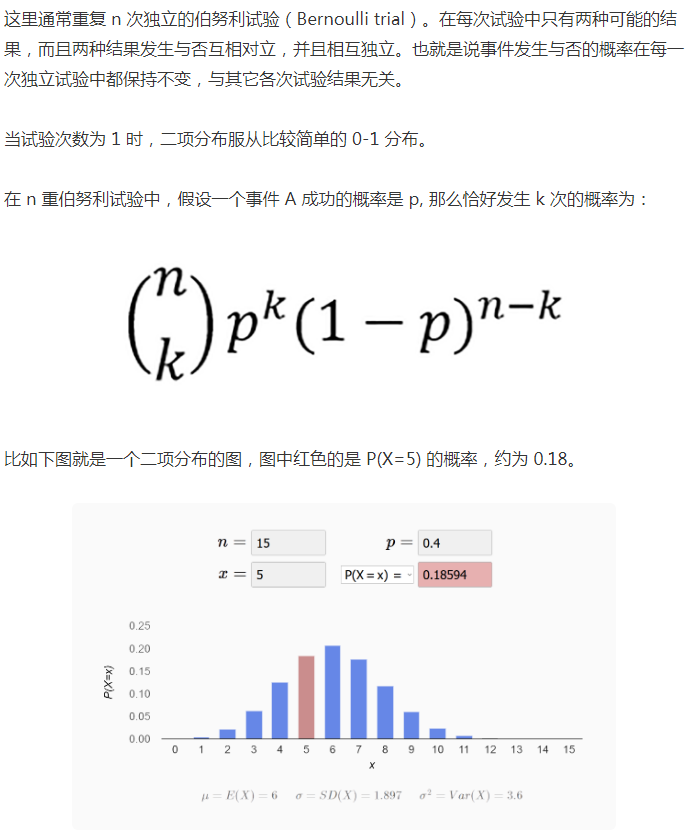 这里通常重复 n 次独立的伯努利试验（Bernoulli trial）。在每次试验中只有两种可能的结
果，而且两种结果发生与否互相对立，并且相互独立。也就是说事件发生与否的概率在每一
次独立试验中都保持不变，与其它各次试验结果无关。
当试验次数为 1 时，二项分布服从比较简单的 0-1 分布。
在 n 重伯努利试验中，假设一个事件 A 成功的概率是 p, 那么恰好发生 k 次的概率为：
(n k) p^k (1 − p)^{n−k}
比如下图就是一个二项分布的图，图中红色的是 P(X=5) 的概率，约为 0.18。
n = 15 p = 0.4
x = 5 P(X = x) = 0.18594
0.25
0.20
0.15
0.10
0.05
0.00
P(X=x)
0 1 2 3 4 5 6 7 8 9 10 11 12 13 14 15
x
μ = E(X) = 6 σ = SD(X) = 1.897 σ² = Var(X) = 3.6